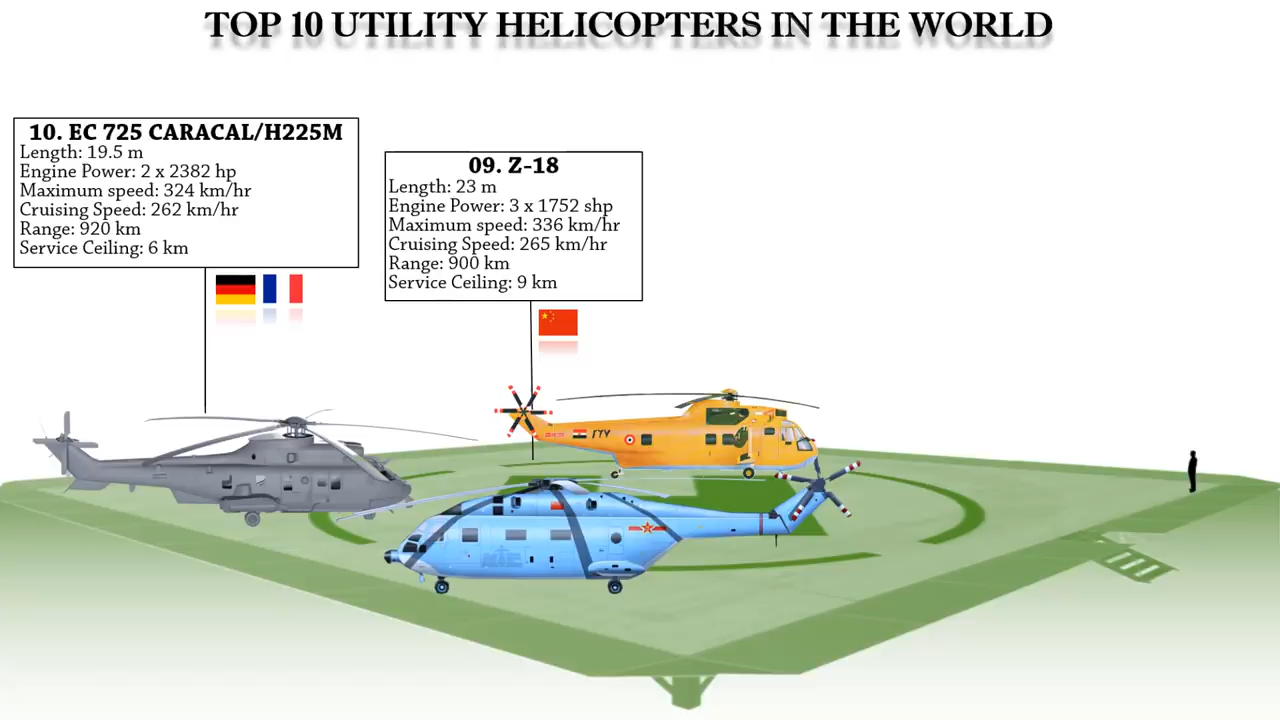 TOP 10 UTILITY HELICOPTERS IN THE WORLD
10. EC 725 CARACAL/H225M
Length: 19.5 m
Engine Power: 2 x 2382 hp
Maximum speed: 324 km/hr
Cruising Speed: 262 km/hr
Range: 920 km
Service Ceiling: 6 km
09. Z-18
Length: 23 m
Engine Power: 3 x 1752 shp
Maximum speed: 336 km/hr
Cruising Speed: 265 km/hr
Range: 900 km
Service Ceiling: 9 km
٢٦٧